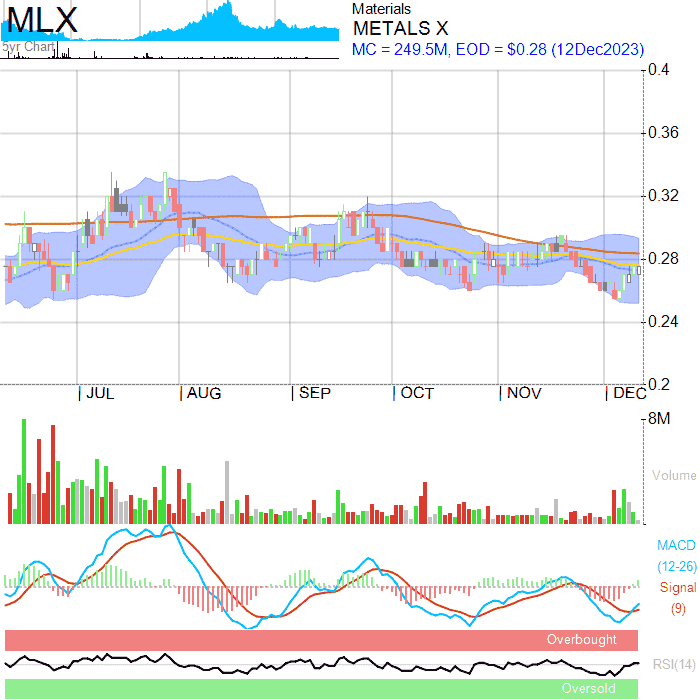 MLX
5yr Chart
Materials
METALS X
MC = 249.5M, EOD = $0.28 (12Dec2023)
0.4
0.36
0.32
0.28
0.24
0.2
JUL AUG SEP OCT NOV DEC
8M
Volume
MACD
(12-26)
Signal
(9)
Overbought
RSI(14)
Oversold